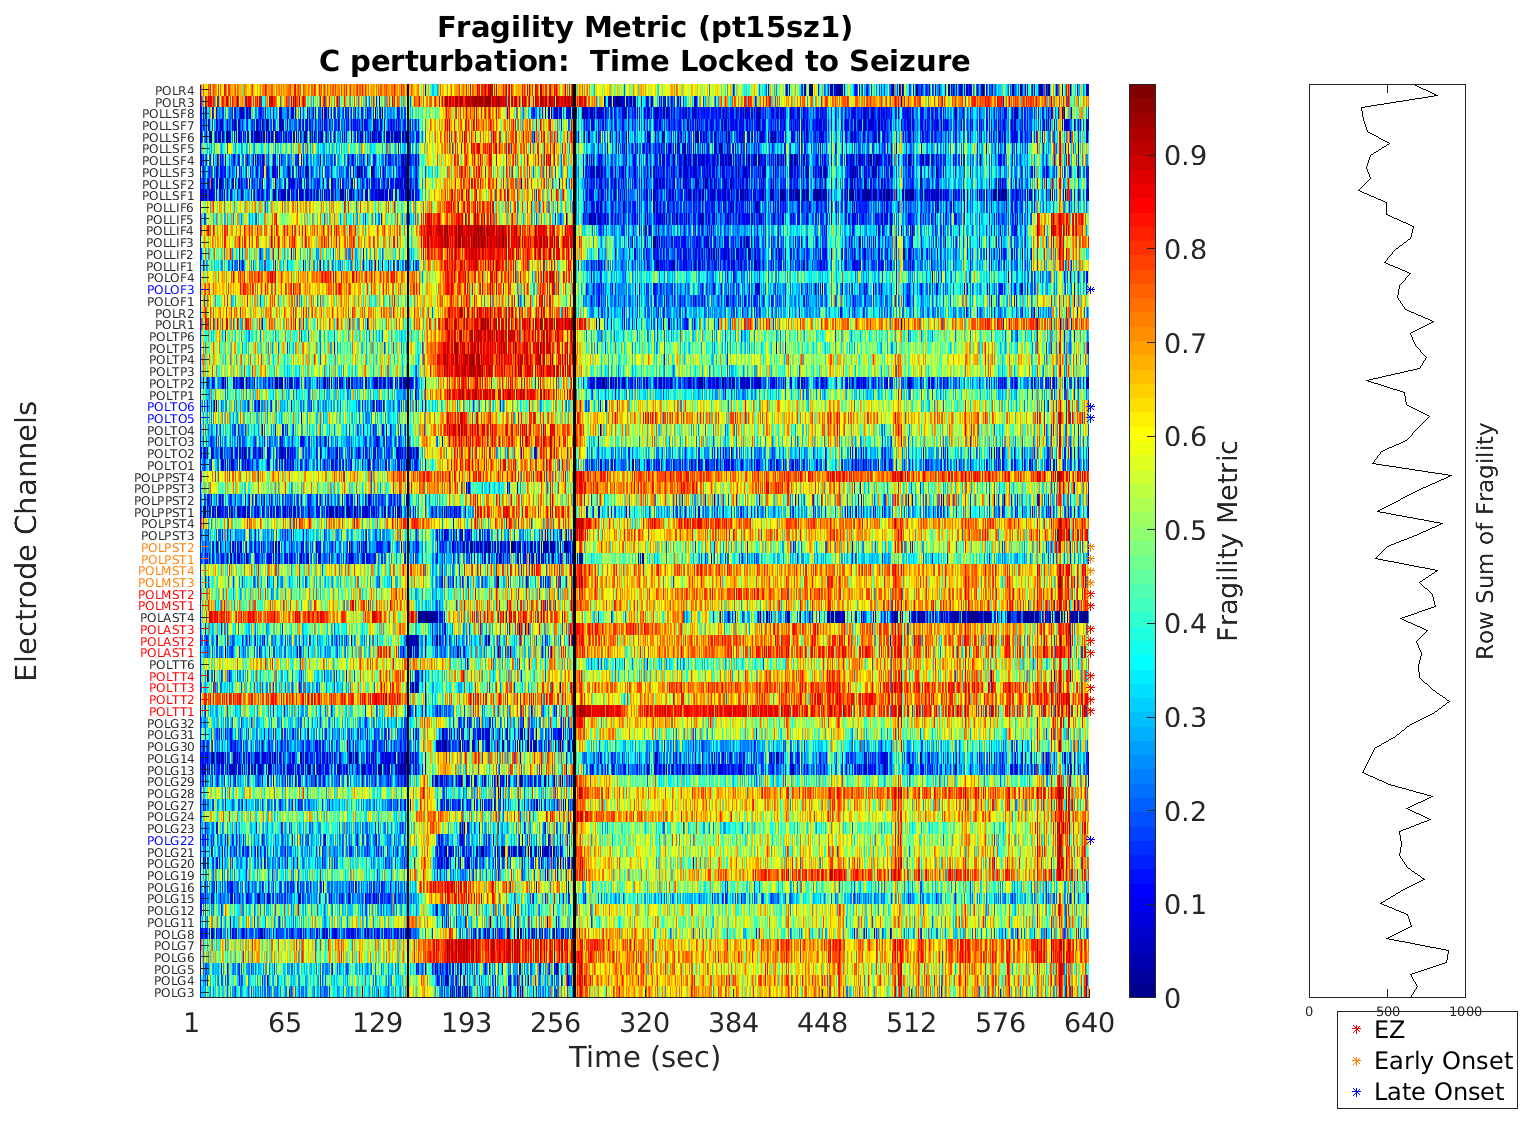 Fragility Metric (pt15sz1)
C perturbation:  Time Locked to Seizure
Electrode Channels
POLR4
POLR3
POLLSF8
POLLSF7
POLLSF6
POLLSF5
POLLSF4
POLLSF3
POLLSF2
POLLSF1
POLLIF6
POLLIF5
POLLIF4
POLLIF3
POLLIF2
POLLIF1
POLOF4
POLOF3
POLOF1
POLR2
POLR1
POLTP6
POLTP5
POLTP4
POLTP3
POLTP2
POLTP1
POLTO6
POLTO5
POLTO4
POLTO3
POLTO2
POLTO1
POLPPST4
POLPPST3
POLPPST2
POLPPST1
POLPST4
POLPST3
POLPST2
POLPST1
POLMST4
POLMST3
POLMST2
POLMST1
POLAST4
POLAST3
POLAST2
POLAST1
POLTT6
POLTT4
POLTT3
POLTT2
POLTT1
POLG32
POLG31
POLG30
POLG14
POLG13
POLG29
POLG28
POLG27
POLG24
POLG23
POLG22
POLG21
POLG20
POLG19
POLG16
POLG15
POLG12
POLG11
POLG8
POLG7
POLG6
POLG5
POLG4
POLG3
1 65 129 193 256 320 384 448 512 576 640
Time (sec)
0.9
0.8
0.7
0.6
0.5
0.4
0.3
0.2
0.1
0
Fragility Metric
Row Sum of Fragility
0 500 1000
EZ
Early Onset
Late Onset